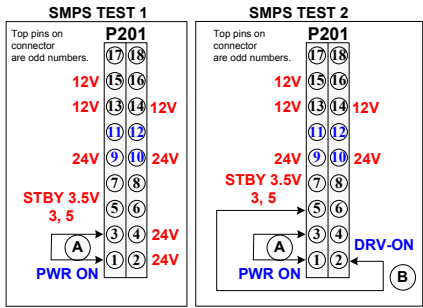 SMPS TEST 1
Top pins on
connector
are odd numbers.
P201
17 18
12V 15 16
12V 13 14 12V
11 12
24V 9 10 24V
7 8
STBY 3.5V
3, 5
5 6
A 3 4 24V
1 2 24V
PWR ON
SMPS TEST 2
Top pins on
connector
are odd numbers.
P201
17 18
12V 15 16
12V 13 14 12V
11 12
24V 9 10 24V
7 8
STBY 3.5V
3, 5
5 6
A 3 4
DRV-ON
1 2
PWR ON
B